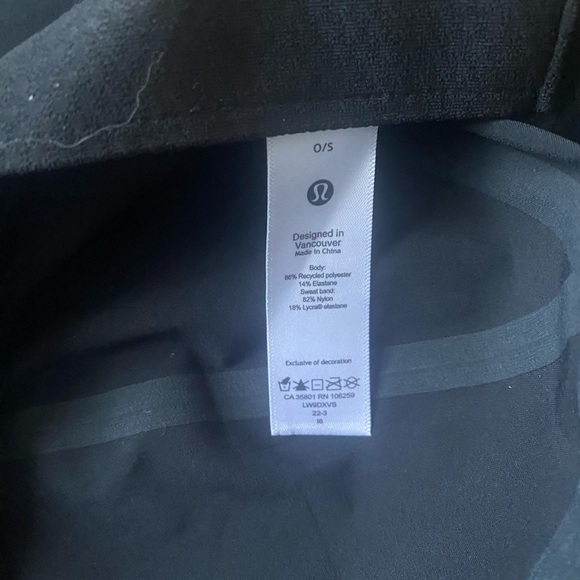 O/S
Designed in
Vancouver
Made in China
Body:
86% Recycled polyester
14% Elastane
Sweat band:
82% Nylon
18% Lycra® elastane
Exclusive of decoration
CA 35801 RN 106259
LW9DXVS
22-3